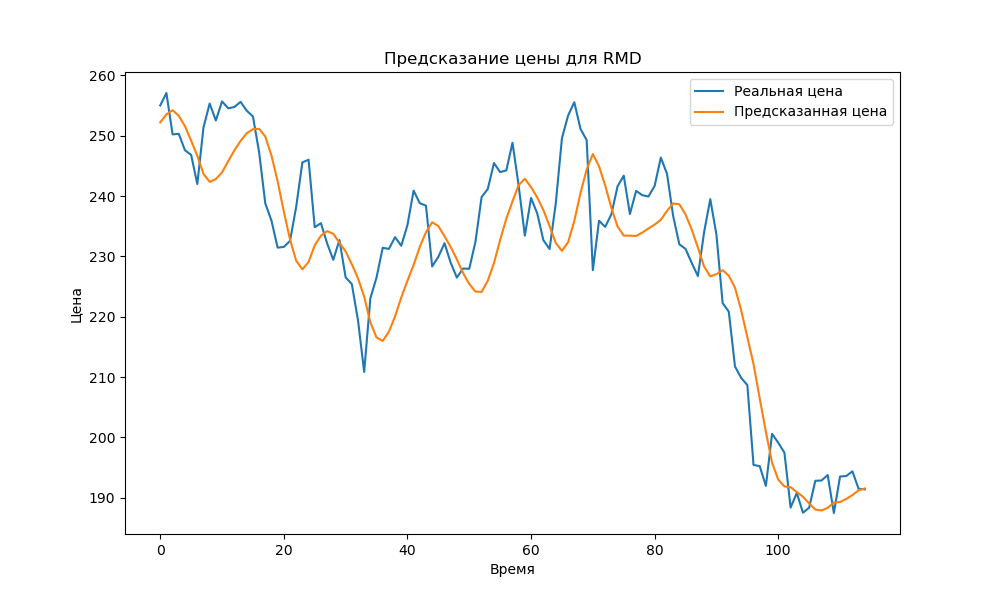 Предсказание цены для RMD
Реальная цена
Предсказанная цена
Цена
260
250
240
230
220
210
200
190
0 20 40 60 80 100
Время